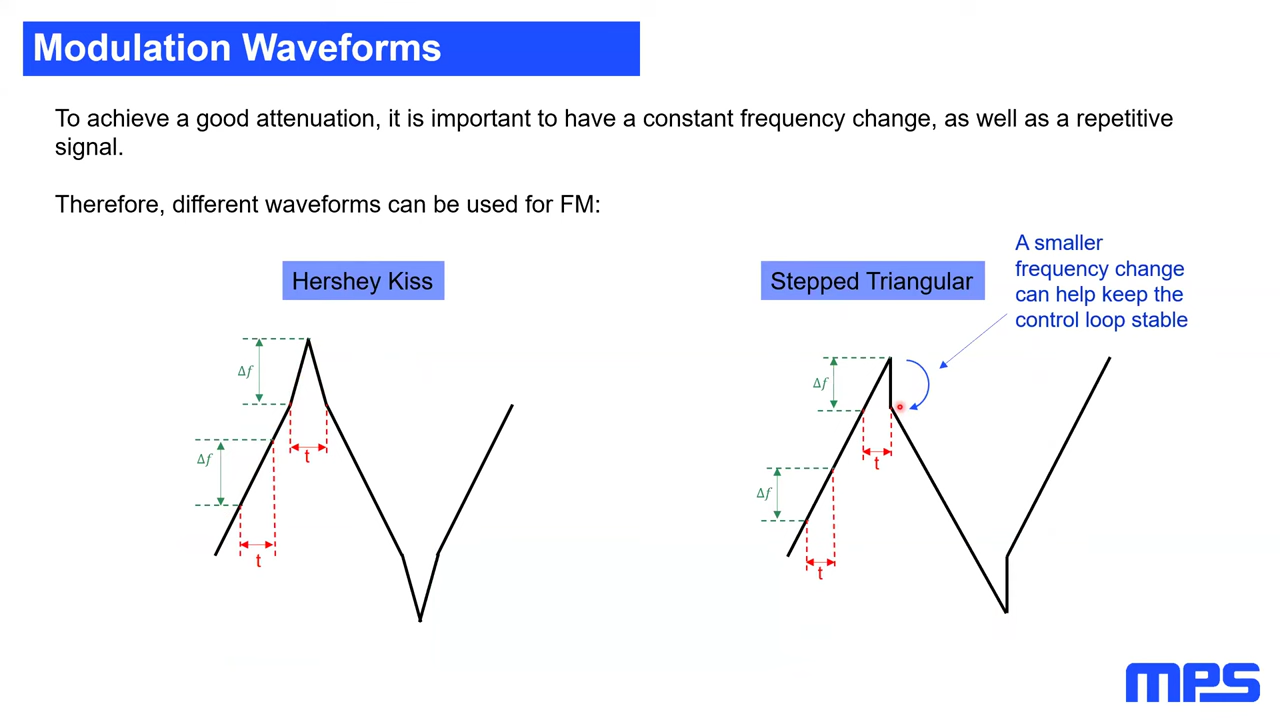 Modulation Waveforms
To achieve a good attenuation, it is important to have a constant frequency change, as well as a repetitive
signal.
Therefore, different waveforms can be used for FM:
Hershey Kiss
Δf
t
Δf
t
Stepped Triangular
A smaller
frequency change
can help keep the
control loop stable
Δf
t
Δf
t
mps